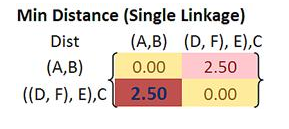 Min Distance (Single Linkage)
Dist (A,B) (D, F), E),C
(A,B) 0.00 2.50
((D, F), E),C 2.50 0.00